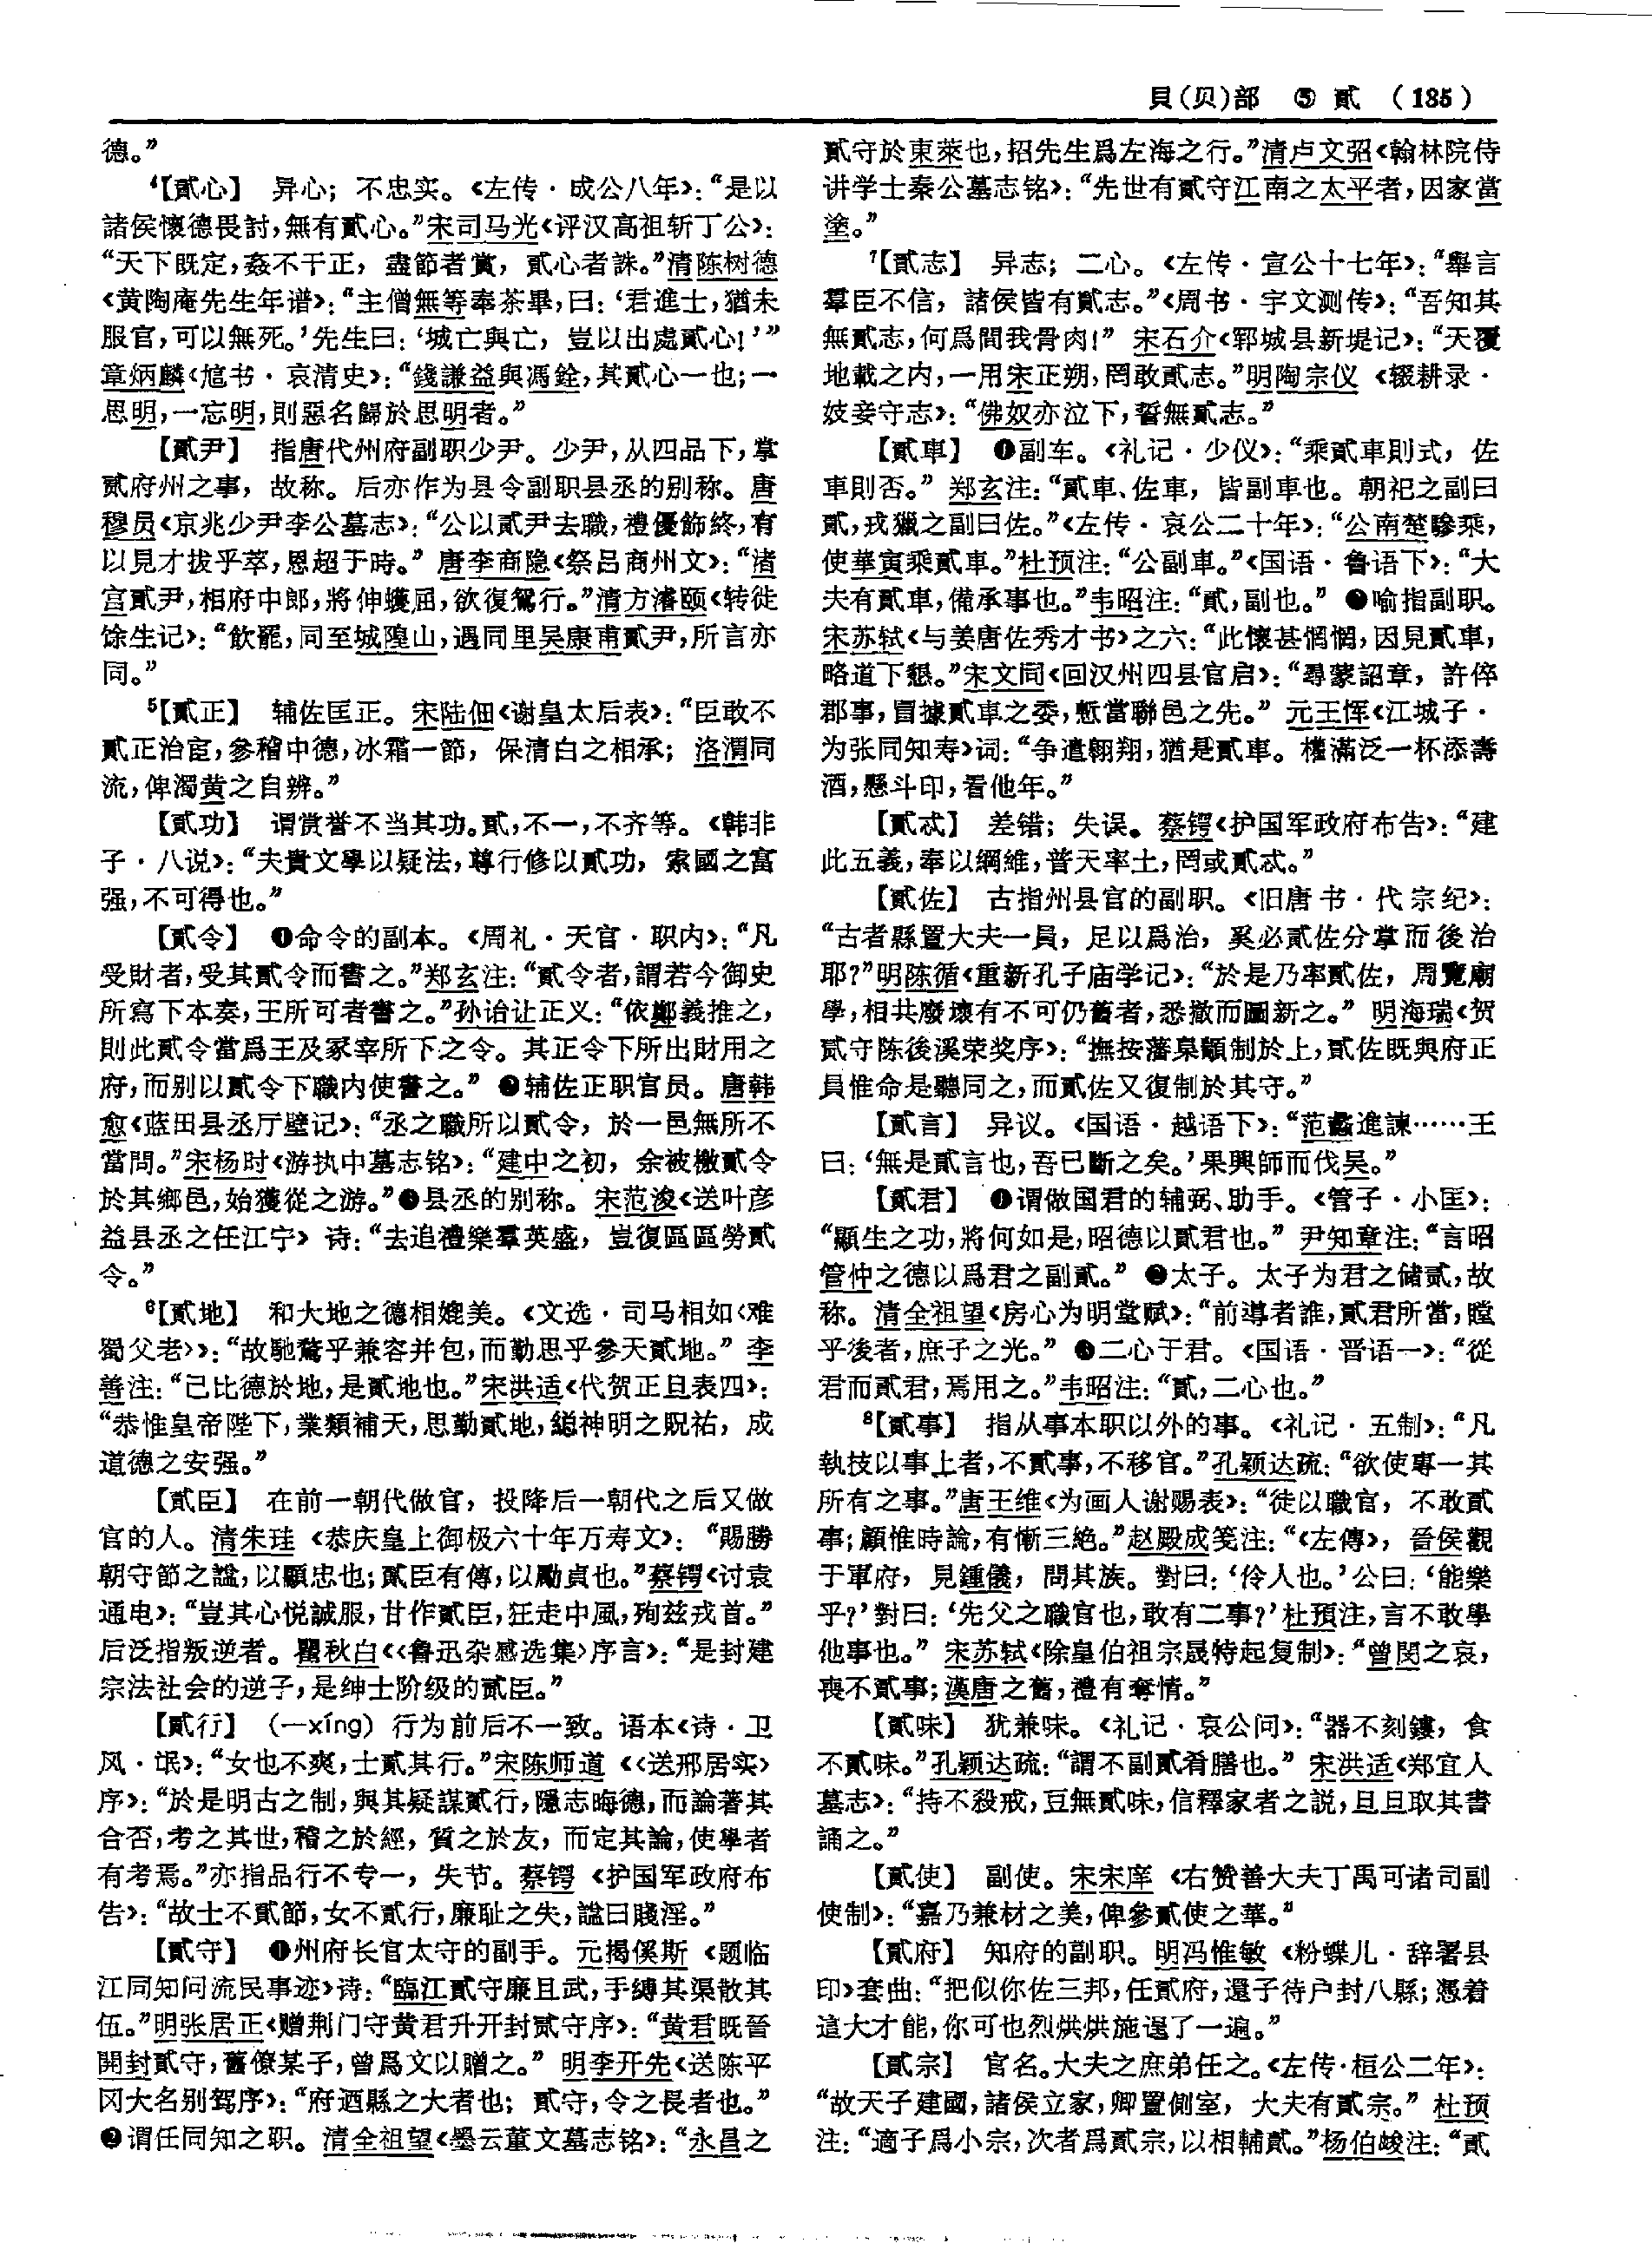 貝(贝)部 ⑤ 貳 (185)
德。”
⁴【貳心】 异心；不忠实。《左传·成公八年》：“是以
諸侯懷德畏討，無有貳心。”宋司马光《评汉高祖斩丁公》：
“天下既定，姦不干正，盡節者賞，貳心者誅。”清陈树德
《黄陶庵先生年谱》：“主僧無等奉茶畢，曰：‘君進士，猶未
服官，可以無死。’先生曰：‘城亡與亡，豈以出處貳心！’”
章炳麟《訄书·哀清史》：“錢謙益與馮銓，其貳心一也；一
思明，一忘明，則惡名歸於思明者。”
【貳尹】 指唐代州府副职少尹。少尹，从四品下，掌
贰府州之事，故称。后亦作为县令副职县丞的别称。唐
穆员《京兆少尹李公墓志》：“公以貳尹去職，禮優飾終，有
以見才拔乎萃，恩超于時。”唐李商隐《祭吕商州文》：“渚
宫貳尹，相府中郎，將伸蠖屈，欲復鴛行。”清方濬颐《转徙
馀生记》：“飲罷，同至城隍山，遇同里吴康甫貳尹，所言亦
同。”
⁵【貳正】 辅佐匡正。宋陆佃《谢皇太后表》：“臣敢不
貳正治官，參稽中德，冰霜一節，保清白之相承；洛渭同
流，俾濁黄之自辨。”
【貳功】 谓赏誉不当其功。貳，不一，不齐等。《韩非
子·八说》：“夫貴文學以疑法，尊行修以貳功，索國之富
强，不可得也。”
【貳令】 ❶命令的副本。《周礼·天官·职内》：“凡
受財者，受其貳令而書之。”郑玄注：“貳令者，謂若今御史
所寫下本奏，王所可者書之。”孙诒让正义：“依鄭義推之，
則此貳令當爲王及冢宰所下之令。其正令下所出財用之
府，而别以貳令下職内使書之。” ❷辅佐正职官员。唐韩
愈《蓝田县丞厅壁记》：“丞之職所以貳令，於一邑無所不
當問。”宋杨时《游执中墓志铭》：“建中之初，余被檄貳令
於其鄉邑，始獲從之游。”❸县丞的别称。宋范浚《送叶彦
益县丞之任江宁》诗：“去追禮樂羣英盛，豈復區區勞貳
令。”
⁶【貳地】 和大地之德相媲美。《文选·司马相如〈难
蜀父老〉》：“故馳騖乎兼容并包，而勤思乎參天貳地。”李
善注：“己比德於地，是貳地也。”宋洪适《代贺正旦表四》：
“恭惟皇帝陛下，業類補天，思勤貳地，總神明之貺祐，成
道德之安强。”
【貳臣】 在前一朝代做官，投降后一朝代之后又做
官的人。清朱珪《恭庆皇上御极六十年万寿文》：“賜勝
朝守節之諡，以顯忠也；貳臣有傳，以勵貞也。”蔡锷《讨袁
通电》：“豈其心悦誠服，甘作貳臣，狂走中風，殉兹戎首。”
后泛指叛逆者。瞿秋白《〈鲁迅杂感选集〉序言》：“是封建
宗法社会的逆子，是绅士阶级的贰臣。”
【貳行】 （－xíng）行为前后不一致。语本《诗·卫
风·氓》：“女也不爽，士貳其行。”宋陈师道《〈送邢居实〉
序》：“於是明古之制，與其疑謀貳行，隱志晦德，而論著其
合否，考之其世，稽之於經，質之於友，而定其論，使學者
有考焉。”亦指品行不专一，失节。蔡锷《护国军政府布
告》：“故士不貳節，女不貳行，廉耻之失，諡曰賤淫。”
【貳守】 ❶州府长官太守的副手。元揭傒斯《题临
江同知问流民事迹》诗：“臨江貳守廉且武，手縛其渠散其
伍。”明张居正《赠荆门守黄君升开封贰守序》：“黄君既晉
開封貳守，舊僚某子，曾爲文以贈之。”明李开先《送陈平
冈大名别驾序》：“府迺縣之大者也；貳守，令之長者也。”
❷谓任同知之职。清全祖望《墨云董文墓志铭》：“永昌之
貳守於東萊也，招先生爲左海之行。”清卢文弨《翰林院侍
讲学士秦公墓志铭》：“先世有貳守江南之太平者，因家當
塗。”
⁷【貳志】 异志；二心。《左传·宣公十七年》：“舉言
羣臣不信，諸侯皆有貳志。”《周书·宇文测传》：“吾知其
無貳志，何爲間我骨肉！”宋石介《郓城县新堤记》：“天覆
地載之内，一用宋正朔，罔敢貳志。”明陶宗仪《辍耕录·
妓妾守志》：“佛奴亦泣下，誓無貳志。”
【貳車】 ❶副车。《礼记·少仪》：“乘貳車則式，佐
車則否。”郑玄注：“貳車、佐車，皆副車也。朝祀之副曰
貳，戎獵之副曰佐。”《左传·哀公二十年》：“公南楚驂乘，
使華寅乘貳車。”杜预注：“公副車。”《国语·鲁语下》：“大
夫有貳車，備承事也。”韦昭注：“貳，副也。” ❷喻指副职。
宋苏轼《与姜唐佐秀才书》之六：“此懷甚惘惘，因見貳車，
略道下懇。”宋文同《回汉州四县官启》：“尋蒙詔章，許倅
郡事，冒據貳車之委，慙當聯邑之先。”元王恽《江城子·
为张同知寿》词：“争遣翱翔，猶是貳車。權滿泛一杯添壽
酒，懸斗印，看他年。”
【貳忒】 差错；失误。蔡锷《护国军政府布告》：“建
此五義，奉以綱維，普天率土，罔或貳忒。”
【貳佐】 古指州县官的副职。《旧唐书·代宗纪》：
“古者縣置大夫一員，足以爲治，奚必貳佐分掌而後治
耶？”明陈循《重新孔子庙学记》：“於是乃率貳佐，周覽廟
學，相共廢壞有不可仍舊者，悉撤而圖新之。”明海瑞《贺
贰守陈後溪荣奖序》：“撫按藩臬顓制於上，貳佐既與府正
員惟命是聽同之，而貳佐又復制於其守。”
【貳言】 异议。《国语·越语下》：“范蠡進諫……王
曰：‘無是貳言也，吾已斷之矣。’果興師而伐吴。”
【貳君】 ❶谓做国君的辅弼、助手。《管子·小匡》：
“顯生之功，將何如是，昭德以貳君也。”尹知章注：“言昭
管仲之德以爲君之副貳。” ❷太子。太子为君之储贰，故
称。清全祖望《房心为明堂赋》：“前導者誰，貳君所當，瞠
乎後者，庶子之光。” ❸二心于君。《国语·晋语一》：“從
君而貳君，焉用之。”韦昭注：“貳，二心也。”
⁸【貳事】 指从事本职以外的事。《礼记·五制》：“凡
執技以事上者，不貳事，不移官。”孔颖达疏：“欲使專一其
所有之事。”唐王维《为画人谢赐表》：“徒以職官，不敢貳
事；顧惟時論，有慚三絶。”赵殿成笺注：“《左傳》，晉侯觀
于軍府，見鍾儀，問其族。對曰：‘伶人也。’公曰：‘能樂
乎？’對曰：‘先父之職官也，敢有二事？’杜預注，言不敢學
他事也。”宋苏轼《除皇伯祖宗晟特起复制》：“曾閔之哀，
喪不貳事；漢唐之舊，禮有奪情。”
【貳味】 犹兼味。《礼记·哀公问》：“器不刻鏤，食
不貳味。”孔颖达疏：“謂不副貳肴膳也。”宋洪适《郑宜人
墓志》：“持不殺戒，豆無貳味，信釋家者之説，旦旦取其書
誦之。”
【貳使】 副使。宋宋庠《右赞善大夫丁禹可诸司副
使制》：“嘉乃兼材之美，俾參貳使之華。”
【貳府】 知府的副职。明冯惟敏《粉蝶儿·辞署县
印》套曲：“把似你佐三邦，任貳府，還子待户封八縣；憑着
這大才能，你可也烈烘烘施逞了一遍。”
【貳宗】 官名。大夫之庶弟任之。《左传·桓公二年》：
“故天子建國，諸侯立家，卿置側室，大夫有貳宗。”杜预
注：“適子爲小宗，次者爲貳宗，以相輔貳。”杨伯峻注：“貳